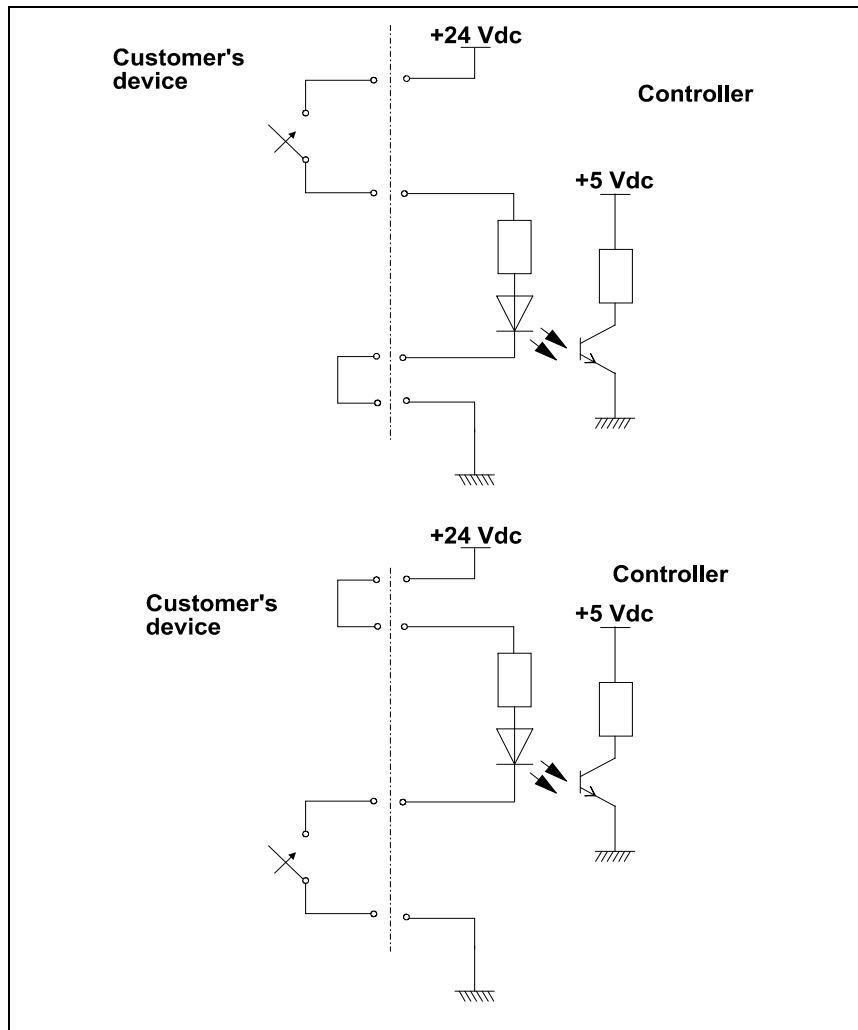 +24 Vdc
Customer's
device
Controller
+5 Vdc
+24 Vdc
Controller
Customer's
device
+5 Vdc